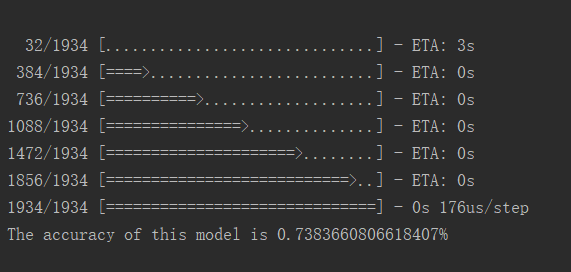 32/1934 [..............................] - ETA: 3s
384/1934 [====>.........................] - ETA: 0s
736/1934 [==========>...................] - ETA: 0s
1088/1934 [===============>..............] - ETA: 0s
1472/1934 [=====================>........] - ETA: 0s
1856/1934 [===========================>..] - ETA: 0s
1934/1934 [==============================] - 0s 176us/step
The accuracy of this model is 0.7383660806618407%